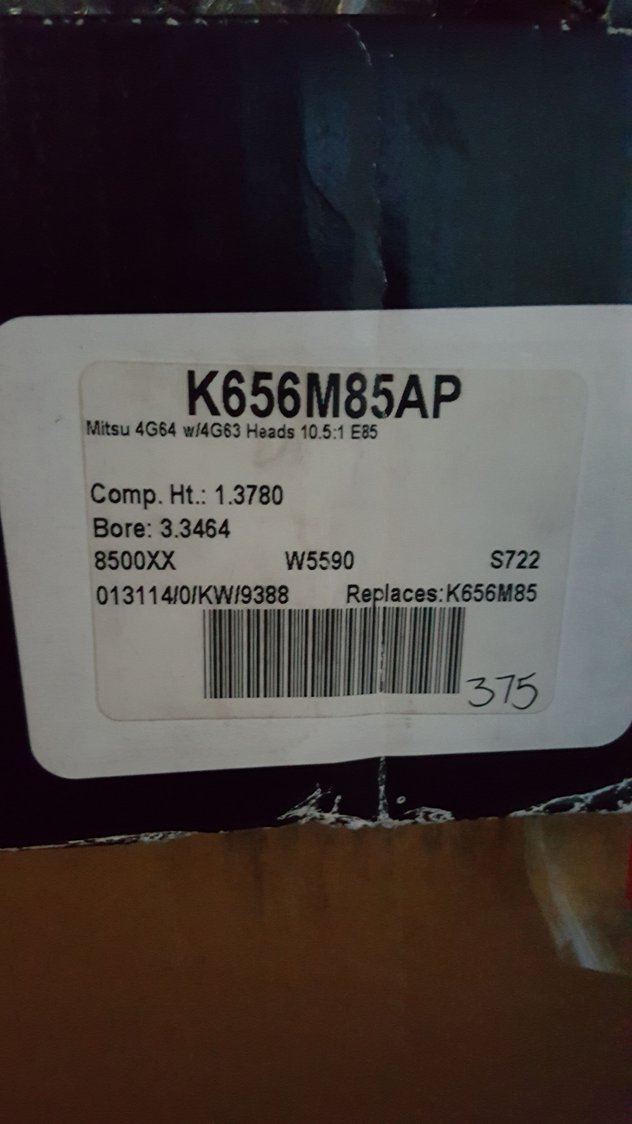 K656M85AP
Mitsu 4G64 w/4G63 Heads 10.5:1 E85
Comp. Ht.: 1.3780
Bore: 3.3464
8500XX W5590 S722
013114/0/KW/9388 Replaces:K656M85
375